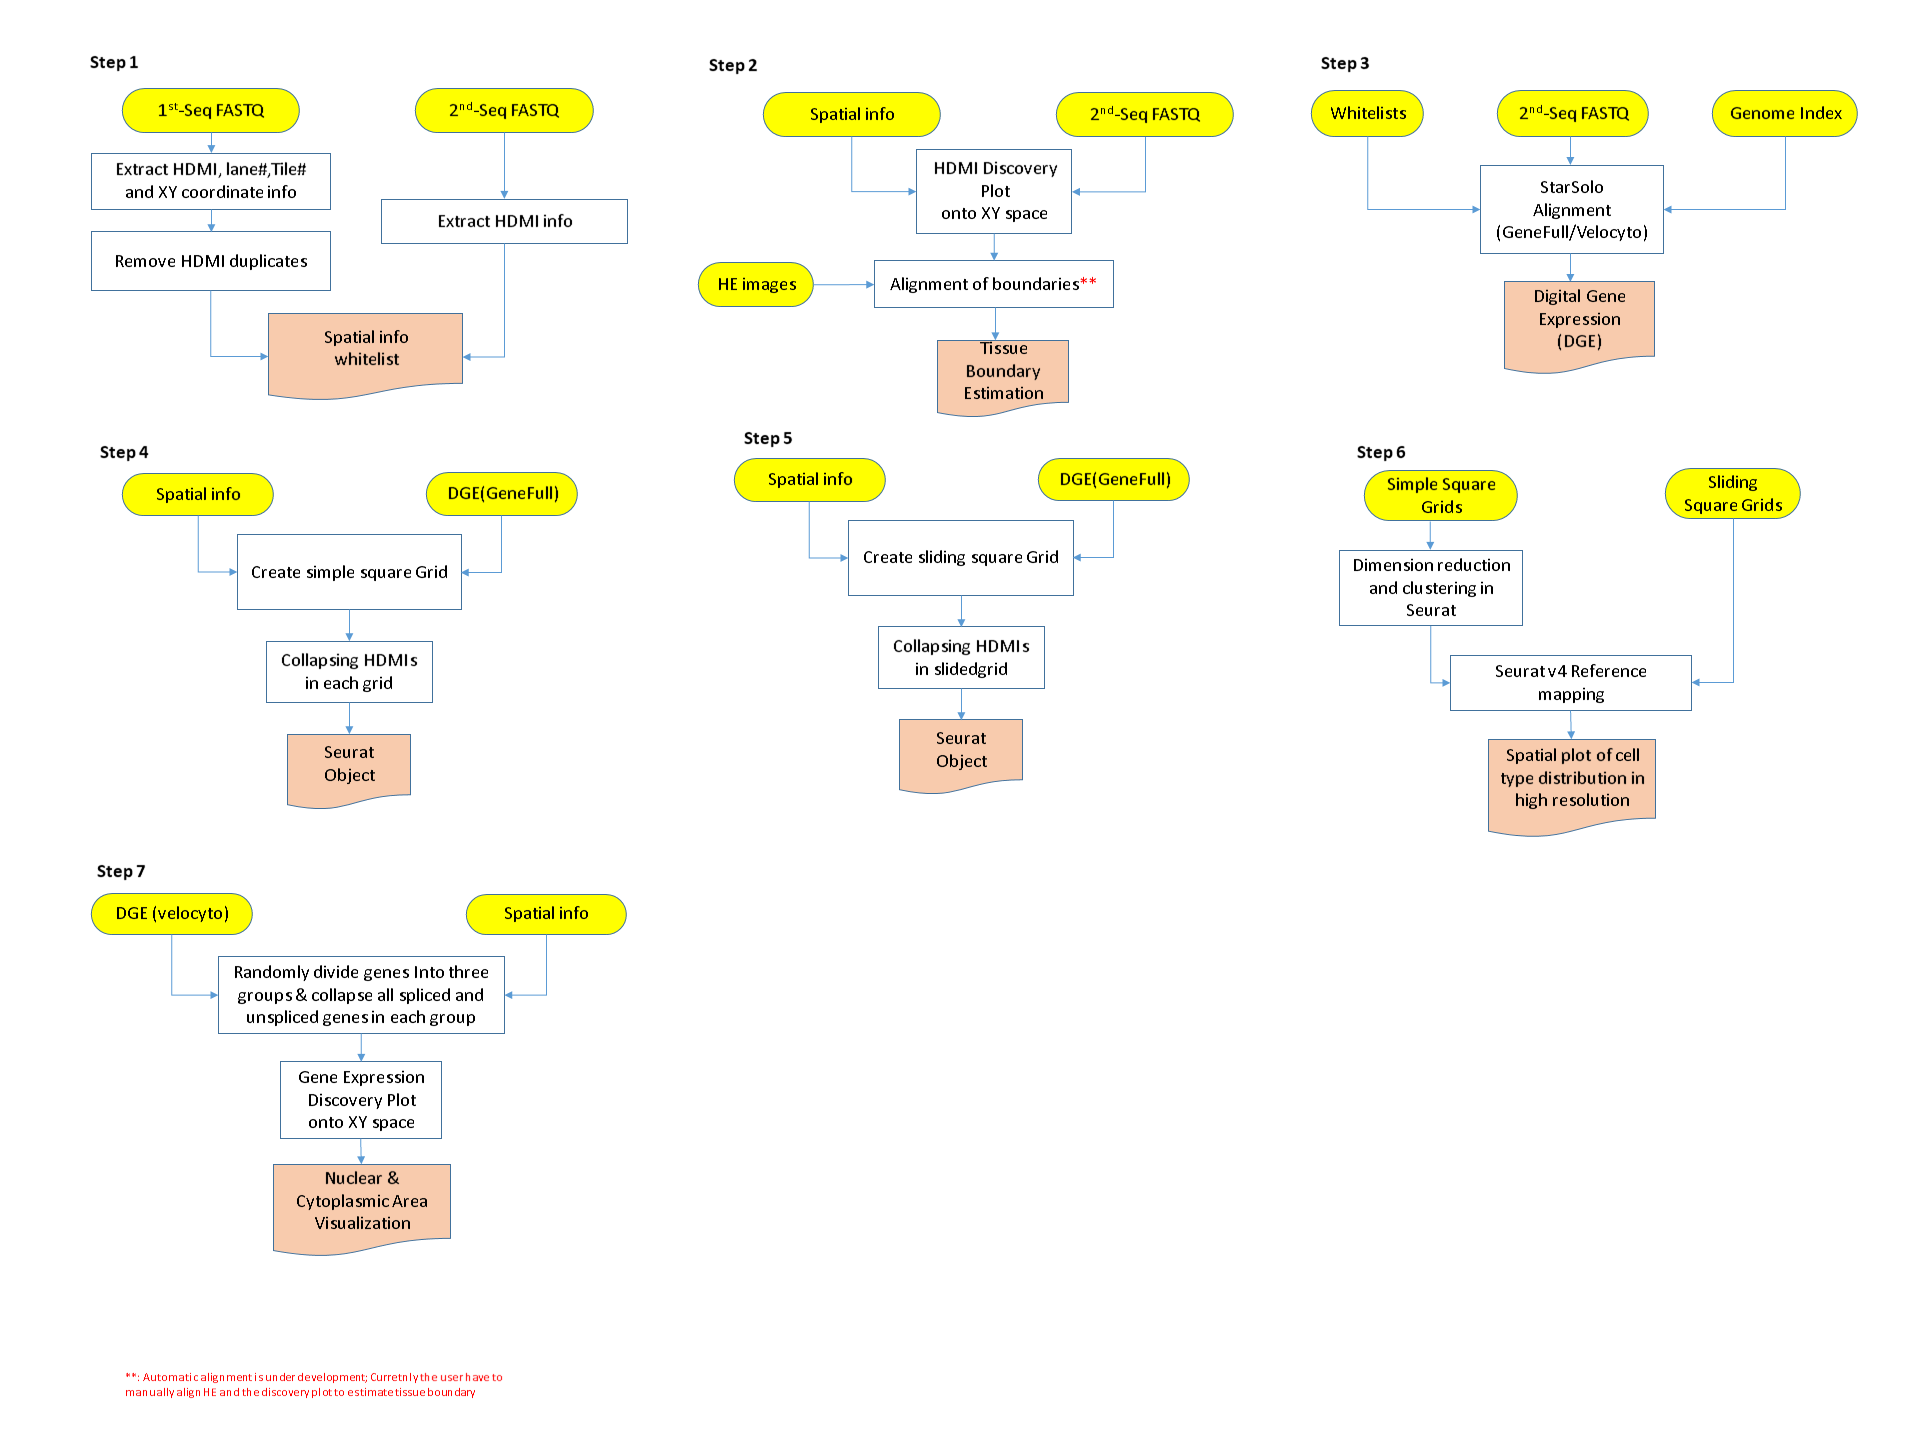 Step 1
1st-Seq FASTQ
2nd-Seq FASTQ
Extract HDMI, lane#,Tile#
and XY coordinate info
Extract HDMI info
Remove HDMI duplicates
Spatial info
whitelist
Step 2
Spatial info
2nd-Seq FASTQ
HDMI Discovery
Plot
onto XY space
HE images
Alignment of boundaries**
Tissue
Boundary
Estimation
Step 3
Whitelists
2nd-Seq FASTQ
Genome Index
StarSolo
Alignment
(GeneFull/Velocyto)
Digital Gene
Expression
(DGE)
Step 4
Spatial info
DGE(GeneFull)
Create simple square Grid
Collapsing HDMIs
in each grid
Seurat
Object
Step 5
Spatial info
DGE(GeneFull)
Create sliding square Grid
Collapsing HDMIs
in slidedgrid
Seurat
Object
Step 6
Simple Square
Grids
Sliding
Square Grids
Dimension reduction
and clustering in
Seurat
Seurat v4 Reference
mapping
Spatial plot of cell
type distribution in
high resolution
Step 7
DGE (velocyto)
Spatial info
Randomly divide genes Into three
groups & collapse all spliced and
unspliced genes in each group
Gene Expression
Discovery Plot
onto XY space
Nuclear &
Cytoplasmic Area
Visualization
**: Automatic alignment is under development; Curretnly the user have to
manually align HE and the discovery plot to estimate tissue boundary